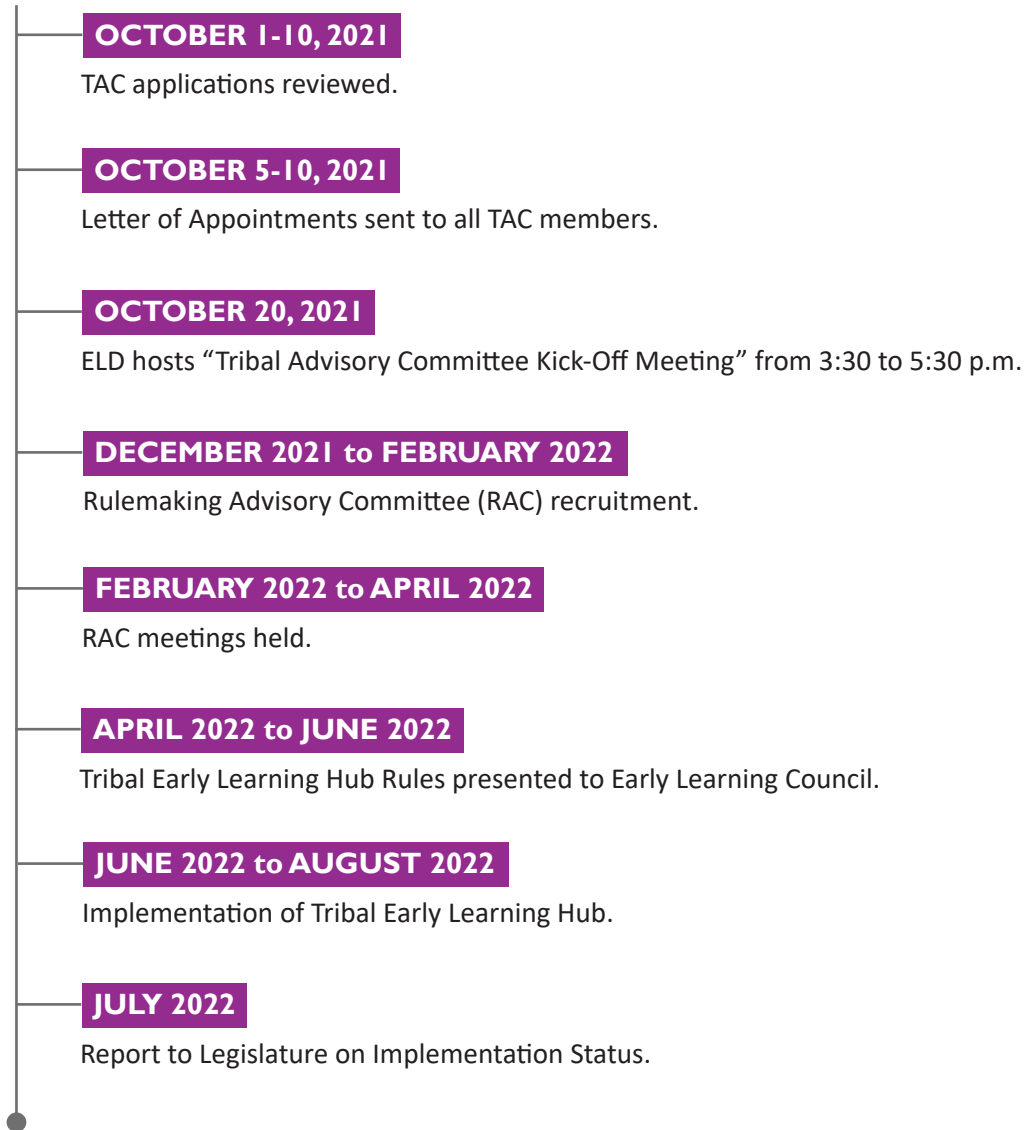 OCTOBER 1-10, 2021
TAC applications reviewed.
OCTOBER 5-10, 2021
Letter of Appointments sent to all TAC members.
OCTOBER 20, 2021
ELD hosts “Tribal Advisory Committee Kick-Off Meeting” from 3:30 to 5:30 p.m.
DECEMBER 2021 to FEBRUARY 2022
Rulemaking Advisory Committee (RAC) recruitment.
FEBRUARY 2022 to APRIL 2022
RAC meetings held.
APRIL 2022 to JUNE 2022
Tribal Early Learning Hub Rules presented to Early Learning Council.
JUNE 2022 to AUGUST 2022
Implementation of Tribal Early Learning Hub.
JULY 2022
Report to Legislature on Implementation Status.